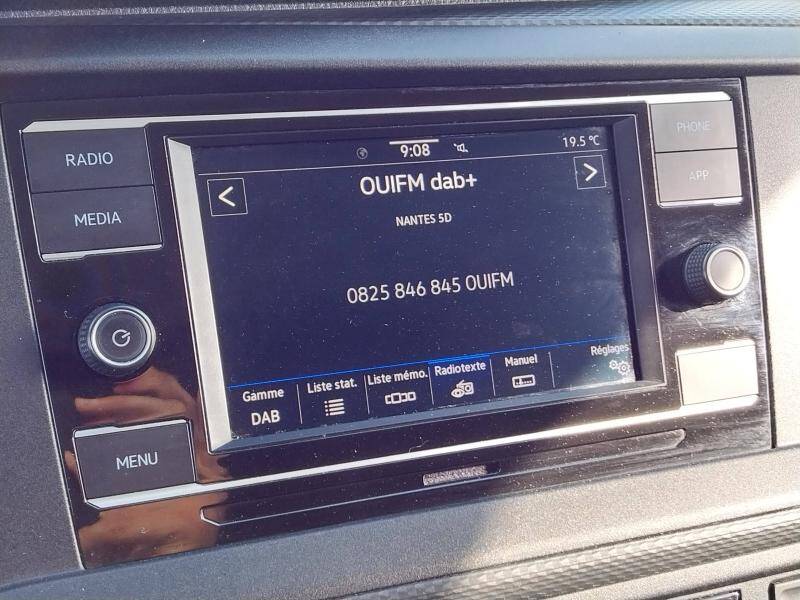 RADIO
MEDIA
MENU
PHONE
APP
9:08
19.5 °C
<
OUIFM dab+
>
NANTES 5D
0825 846 845 OUIFM
Gamme
DAB
Liste stat.
Liste mémo.
Radiotexte
Manuel
Réglages